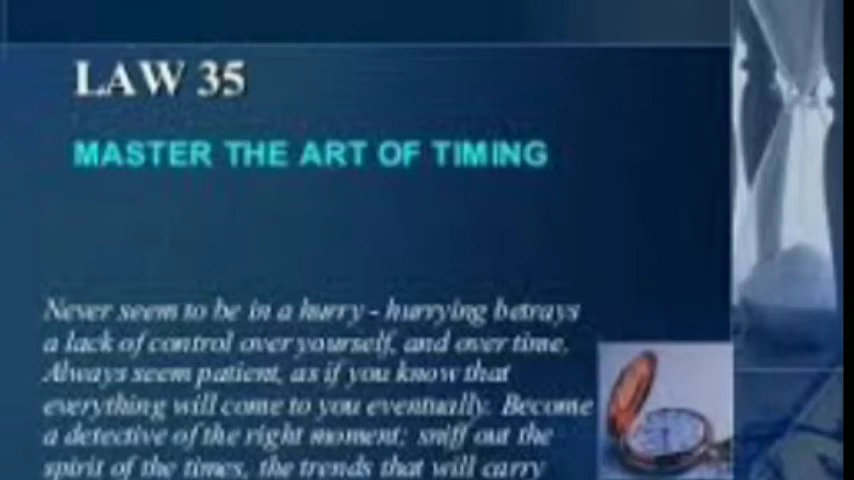 LAW 35
MASTER THE ART OF TIMING
Never seem to be in a hurry - hurrying betrays
a lack of control over yourself, and over time.
Always seem patient, as if you know that
everything will come to you eventually. Become
a detective of the right moment; sniff out the
spirit of the times, the trends that will carry